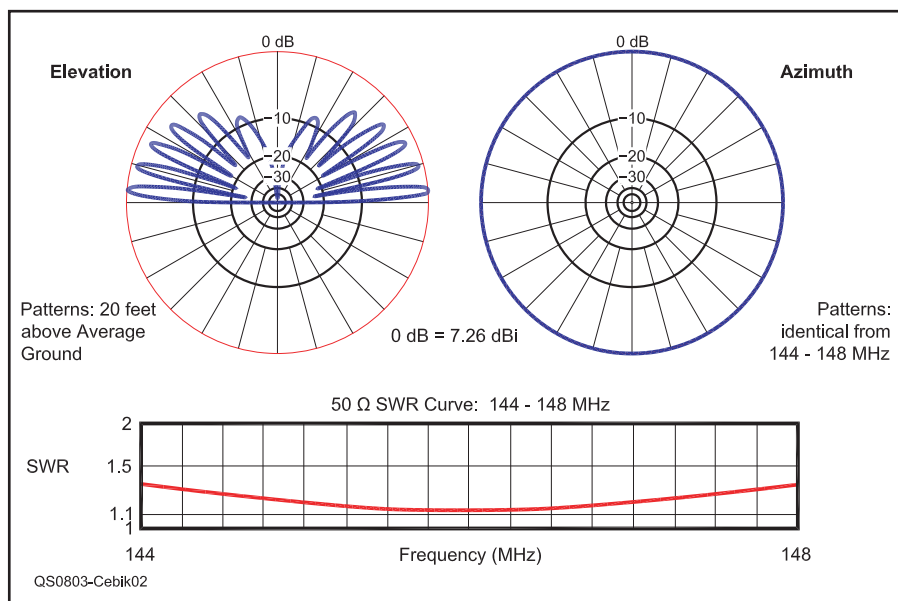 0 dB
Elevation
−10
−20
−30
Patterns: 20 feet
above Average
Ground
0 dB = 7.26 dBi
0 dB
Azimuth
−10
−20
−30
Patterns:
identical from
144 - 148 MHz
50 Ω SWR Curve: 144 - 148 MHz
2
SWR
1.5
1.1
1
144
Frequency (MHz)
148
QS0803-Cebik02